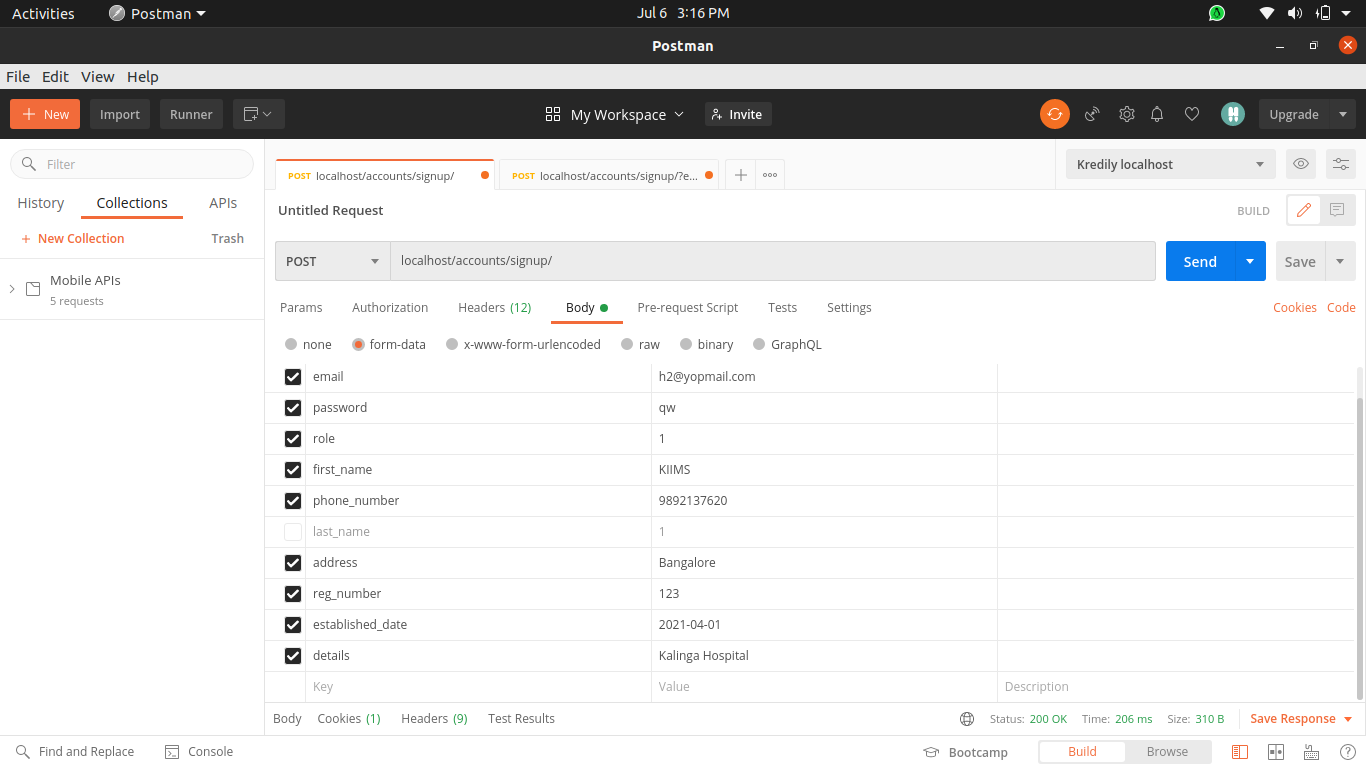 Activities Postman Jul 6 3:16 PM
Postman
File Edit View Help
New Import Runner My Workspace Invite Upgrade
Filter
History Collections APIs
+ New Collection Trash
Mobile APIs
5 requests
POST localhost/accounts/signup/ POST localhost/accounts/signup/?e... Kredily localhost
Untitled Request BUILD
POST localhost/accounts/signup/ Send Save
Params Authorization Headers (12) Body Pre-request Script Tests Settings Cookies Code
none form-data x-www-form-urlencoded raw binary GraphQL
email h2@yopmail.com
password qw
role 1
first_name KIIMS
phone_number 9892137620
last_name 1
address Bangalore
reg_number 123
established_date 2021-04-01
details Kalinga Hospital
Key Value Description
Body Cookies (1) Headers (9) Test Results Status: 200 OK Time: 206 ms Size: 310 B Save Response
Find and Replace Console Bootcamp Build Browse